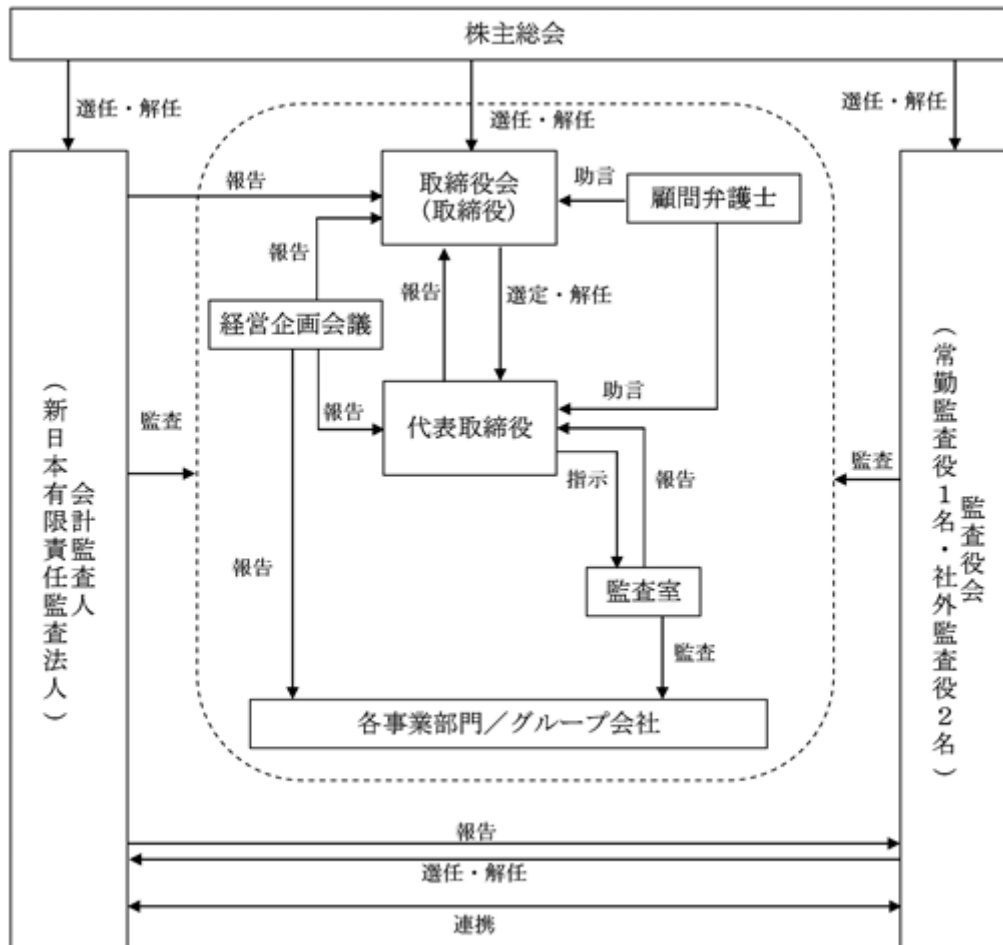 株主総会
選任・解任
選任・解任
選任・解任
報告
取締役会
(取締役)
助言
顧問弁護士
報告
報告
選定・解任
経営企画会議
報告
代表取締役
助言
監査
指示
報告
監査
報告
監査室
監査
各事業部門／グループ会社
会計監査人
（新日本有限責任監査法人）
監査役会
（常勤監査役１名・社外監査役２名）
報告
選任・解任
連携